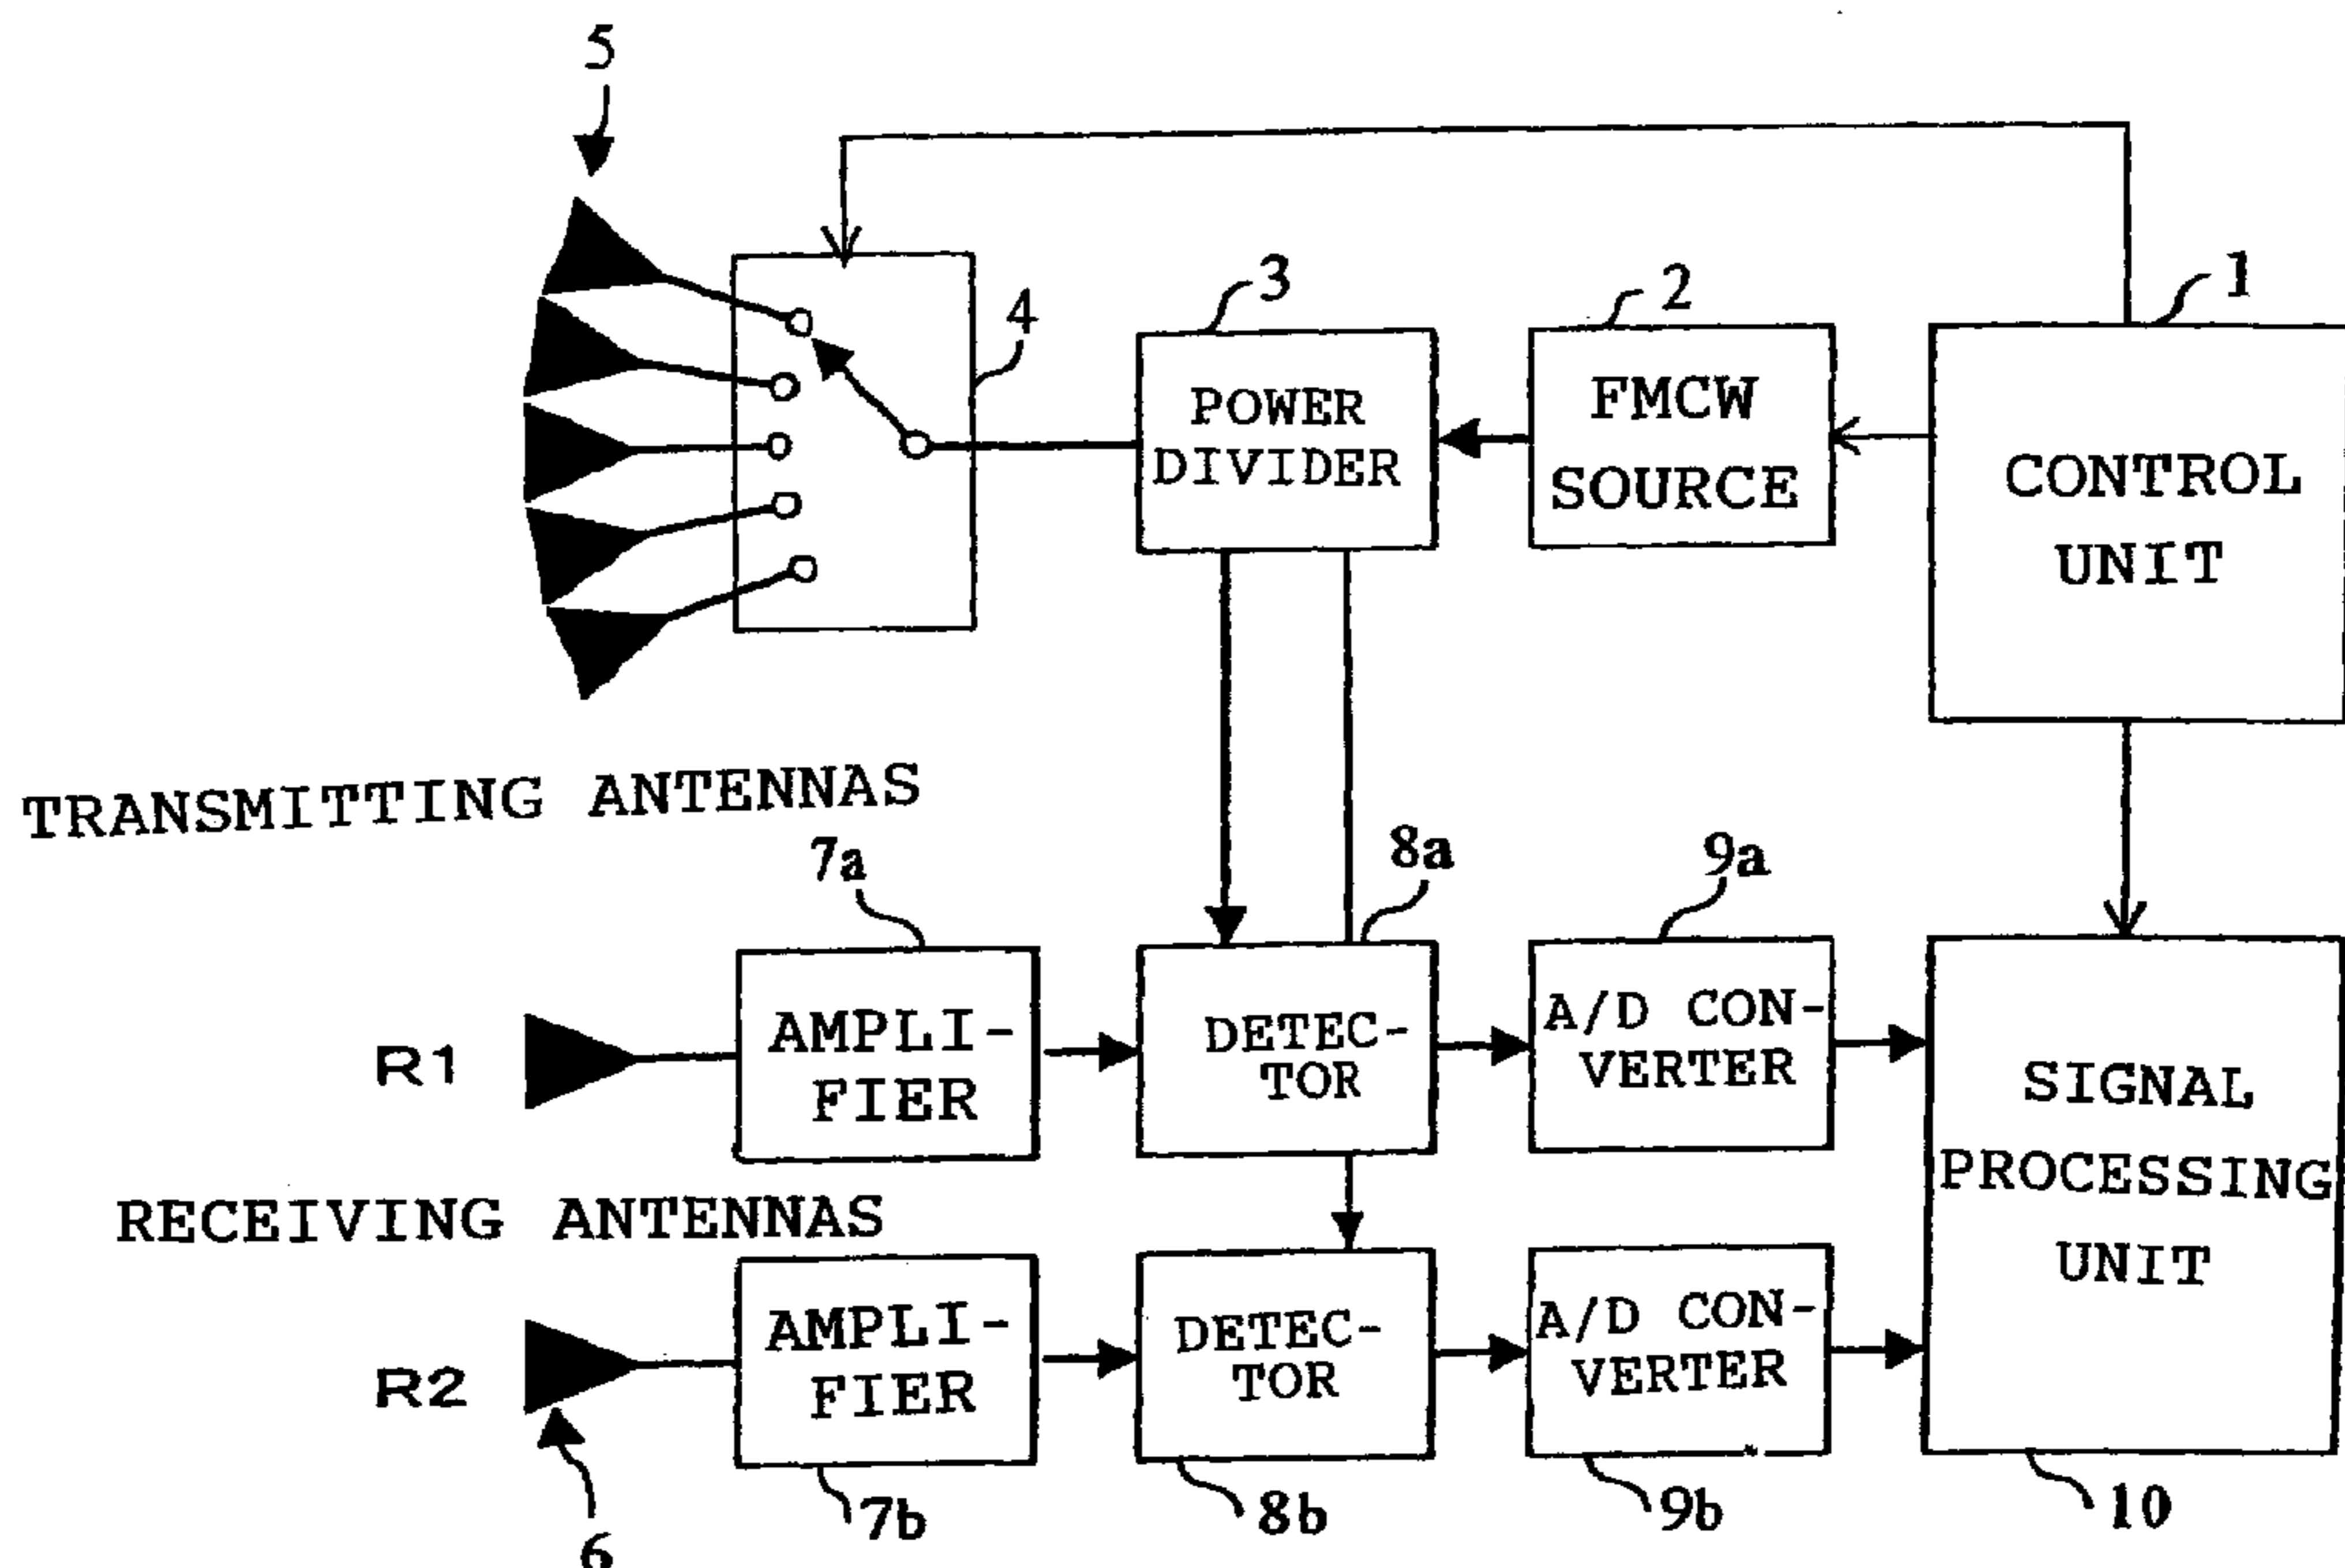 5
4
3
2
1
POWER
DIVIDER
FMCW
SOURCE
CONTROL
UNIT
TRANSMITTING ANTENNAS
7a
8a
9a
R1
AMPLI-
FIER
DETEC-
TOR
A/D CON-
VERTER
SIGNAL
PROCESSING
UNIT
RECEIVING ANTENNAS
R2
AMPLI-
FIER
DETEC-
TOR
A/D CON-
VERTER
6
7b
8b
9b
10